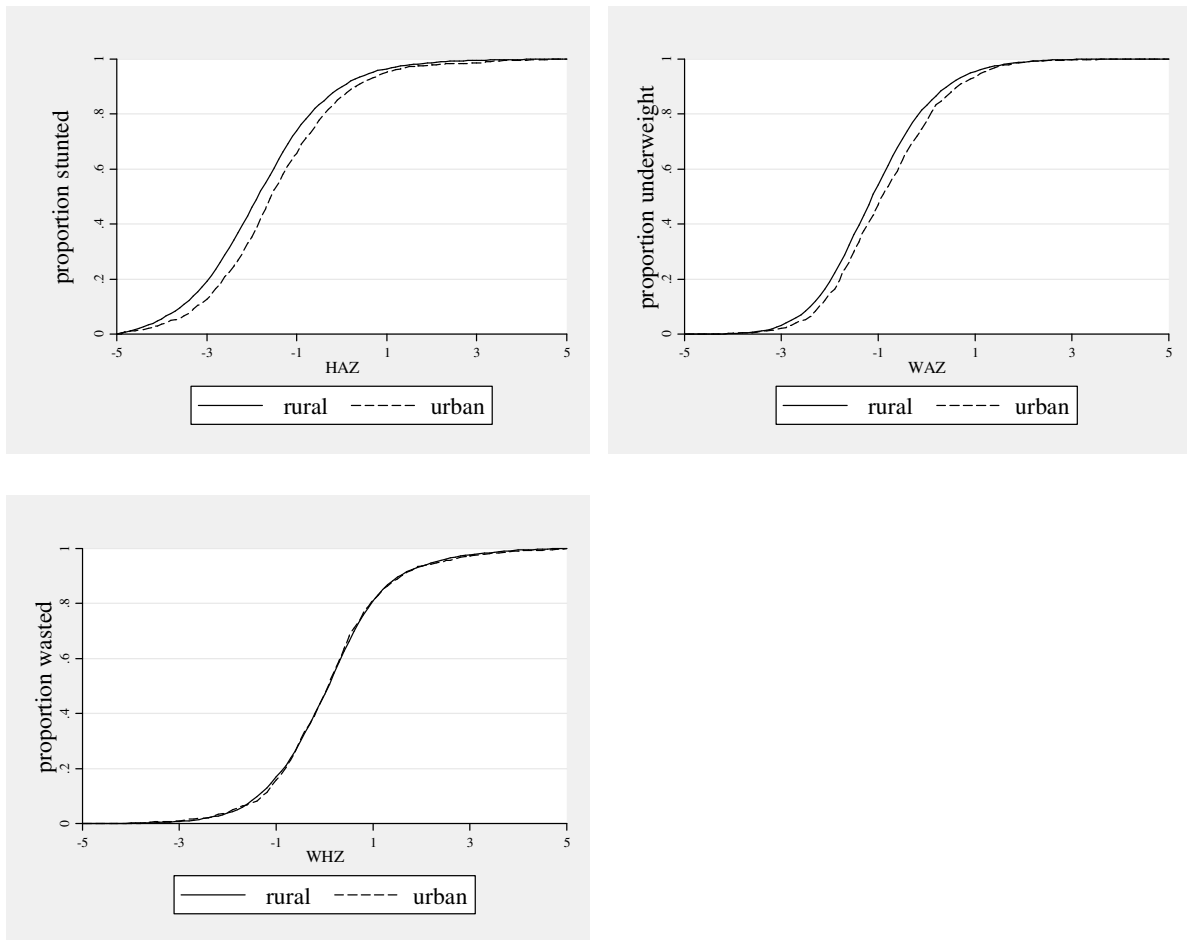 proportion stunted
1
.8
.6
.4
.2
0
-5 -3 -1 1 3 5
HAZ
rural urban
proportion underweight
1
.8
.6
.4
.2
0
-5 -3 -1 1 3 5
WAZ
rural urban
proportion wasted
1
.8
.6
.4
.2
0
-5 -3 -1 1 3 5
WHZ
rural urban